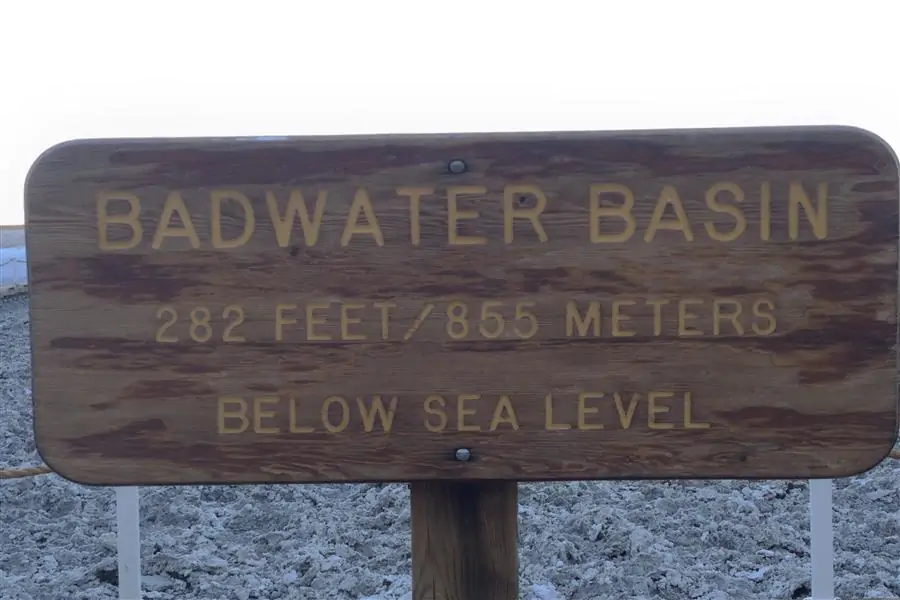 BADWATER BASIN
282 FEET/855 METERS
BELOW SEA LEVEL